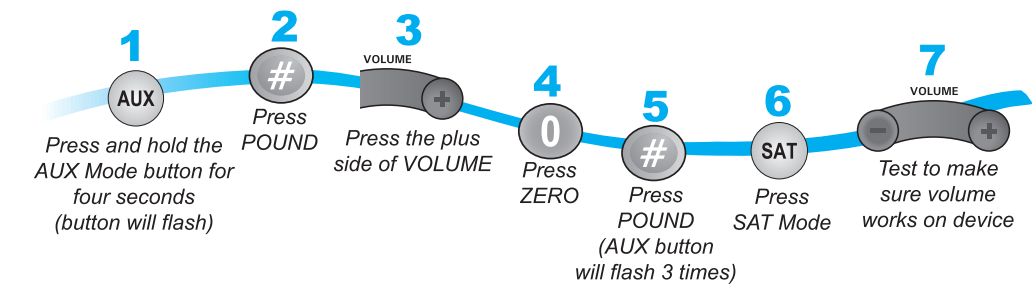 1
AUX
Press and hold the
AUX Mode button for
four seconds
(button will flash)
2
#
Press
POUND
3
VOLUME
+
Press the plus
side of VOLUME
4
0
Press
ZERO
5
#
Press
POUND
(AUX button
will flash 3 times)
6
SAT
Press
SAT Mode
7
VOLUME
- +
Test to make
sure volume
works on device